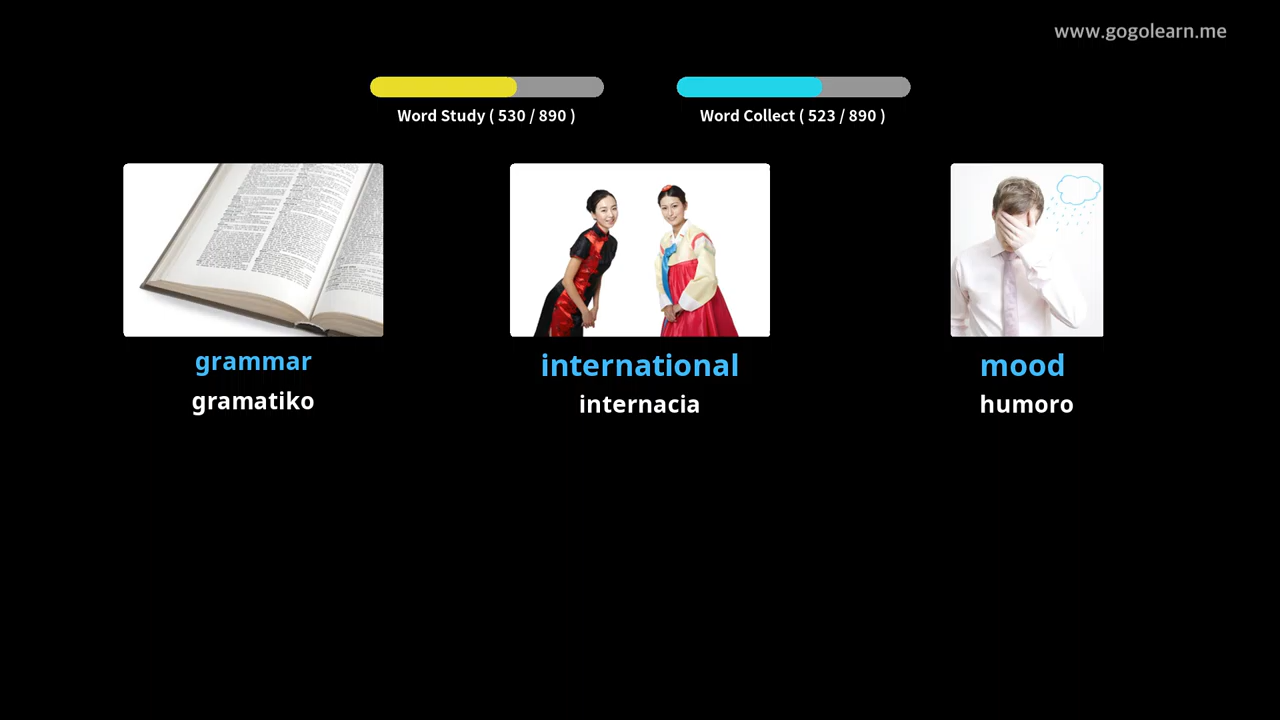 www.gogolearn.me
Word Study ( 530 / 890 )
Word Collect ( 523 / 890 )
grammar
gramatiko
international
internacia
mood
humoro